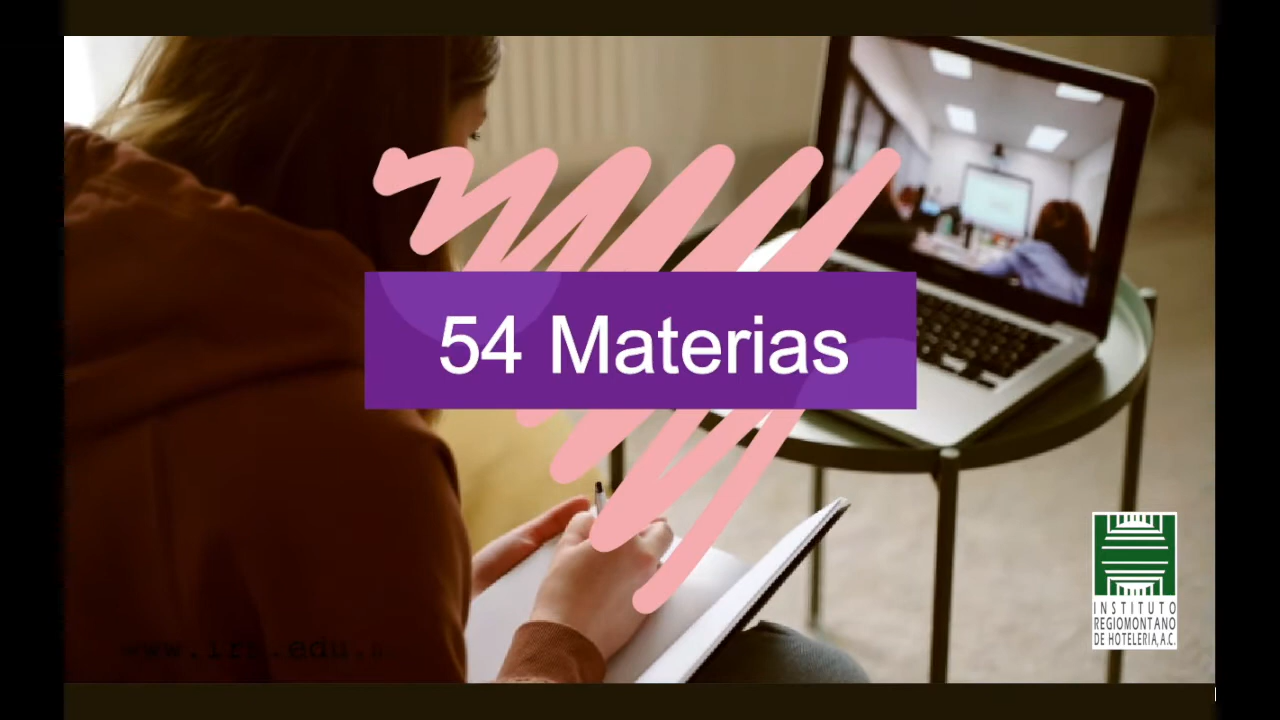 54 Materias
INSTITUTO
REGIOMONTANO
DE HOTELERIA, A.C.